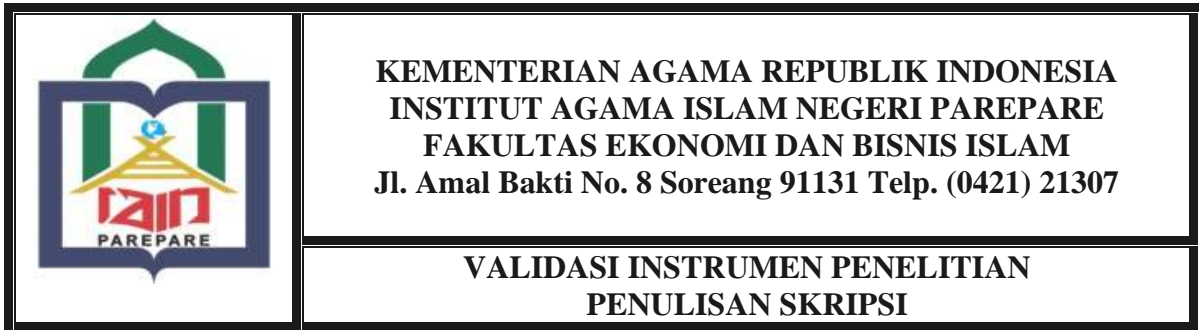 iain
PAREPARE
KEMENTERIAN AGAMA REPUBLIK INDONESIA
INSTITUT AGAMA ISLAM NEGERI PAREPARE
FAKULTAS EKONOMI DAN BISNIS ISLAM
Jl. Amal Bakti No. 8 Soreang 91131 Telp. (0421) 21307
VALIDASI INSTRUMEN PENELITIAN
PENULISAN SKRIPSI